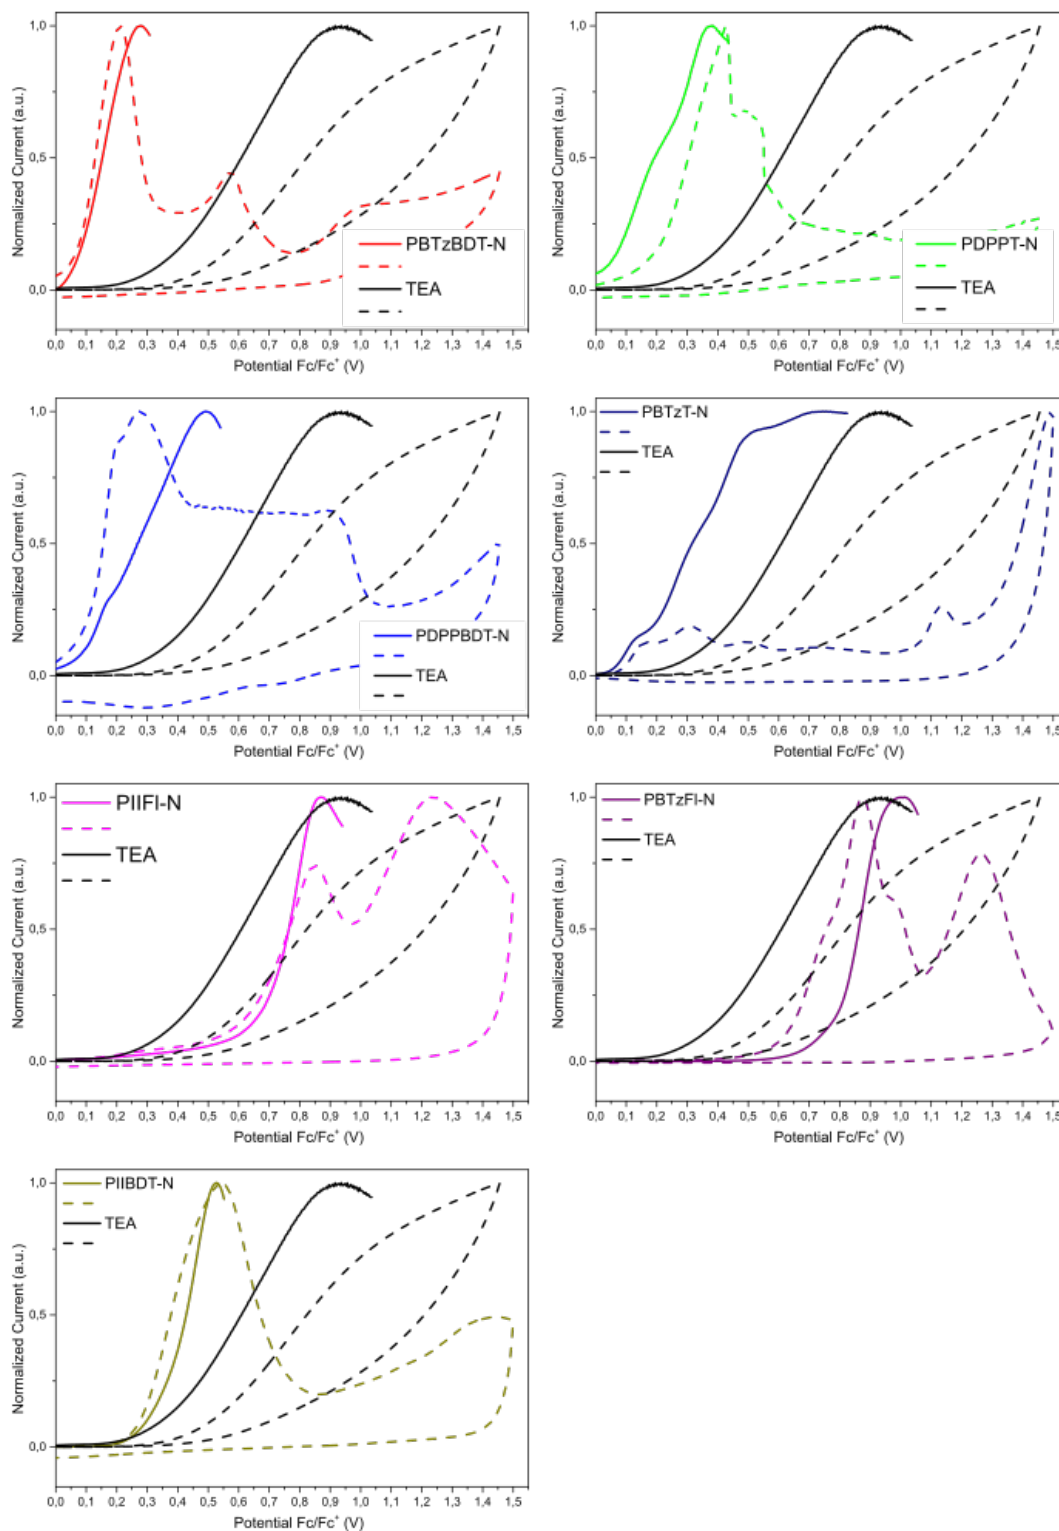 Normalized Current (a.u.)
1,0
0,5
0,0
PBTzBDT-N
TEA
0,0 0,1 0,2 0,3 0,4 0,5 0,6 0,7 0,8 0,9 1,0 1,1 1,2 1,3 1,4 1,5
Potential Fc/Fc⁺ (V)
Normalized Current (a.u.)
1,0
0,5
0,0
PDPPT-N
TEA
0,0 0,1 0,2 0,3 0,4 0,5 0,6 0,7 0,8 0,9 1,0 1,1 1,2 1,3 1,4 1,5
Potential Fc/Fc⁺ (V)
Normalized Current (a.u.)
1,0
0,5
0,0
PDPPBDT-N
TEA
0,0 0,1 0,2 0,3 0,4 0,5 0,6 0,7 0,8 0,9 1,0 1,1 1,2 1,3 1,4 1,5
Potential Fc/Fc⁺ (V)
Normalized Current (a.u.)
1,0
0,5
0,0
PBTzT-N
TEA
0,0 0,1 0,2 0,3 0,4 0,5 0,6 0,7 0,8 0,9 1,0 1,1 1,2 1,3 1,4 1,5
Potential Fc/Fc⁺ (V)
Normalized Current (a.u.)
1,0
0,5
0,0
PIIFI-N
TEA
0,0 0,1 0,2 0,3 0,4 0,5 0,6 0,7 0,8 0,9 1,0 1,1 1,2 1,3 1,4 1,5
Potential Fc/Fc⁺ (V)
Normalized Current (a.u.)
1,0
0,5
0,0
PBTzFI-N
TEA
0,0 0,1 0,2 0,3 0,4 0,5 0,6 0,7 0,8 0,9 1,0 1,1 1,2 1,3 1,4 1,5
Potential Fc/Fc⁺ (V)
Normalized Current (a.u.)
1,0
0,5
0,0
PIIBDT-N
TEA
0,0 0,1 0,2 0,3 0,4 0,5 0,6 0,7 0,8 0,9 1,0 1,1 1,2 1,3 1,4 1,5
Potential Fc/Fc⁺ (V)